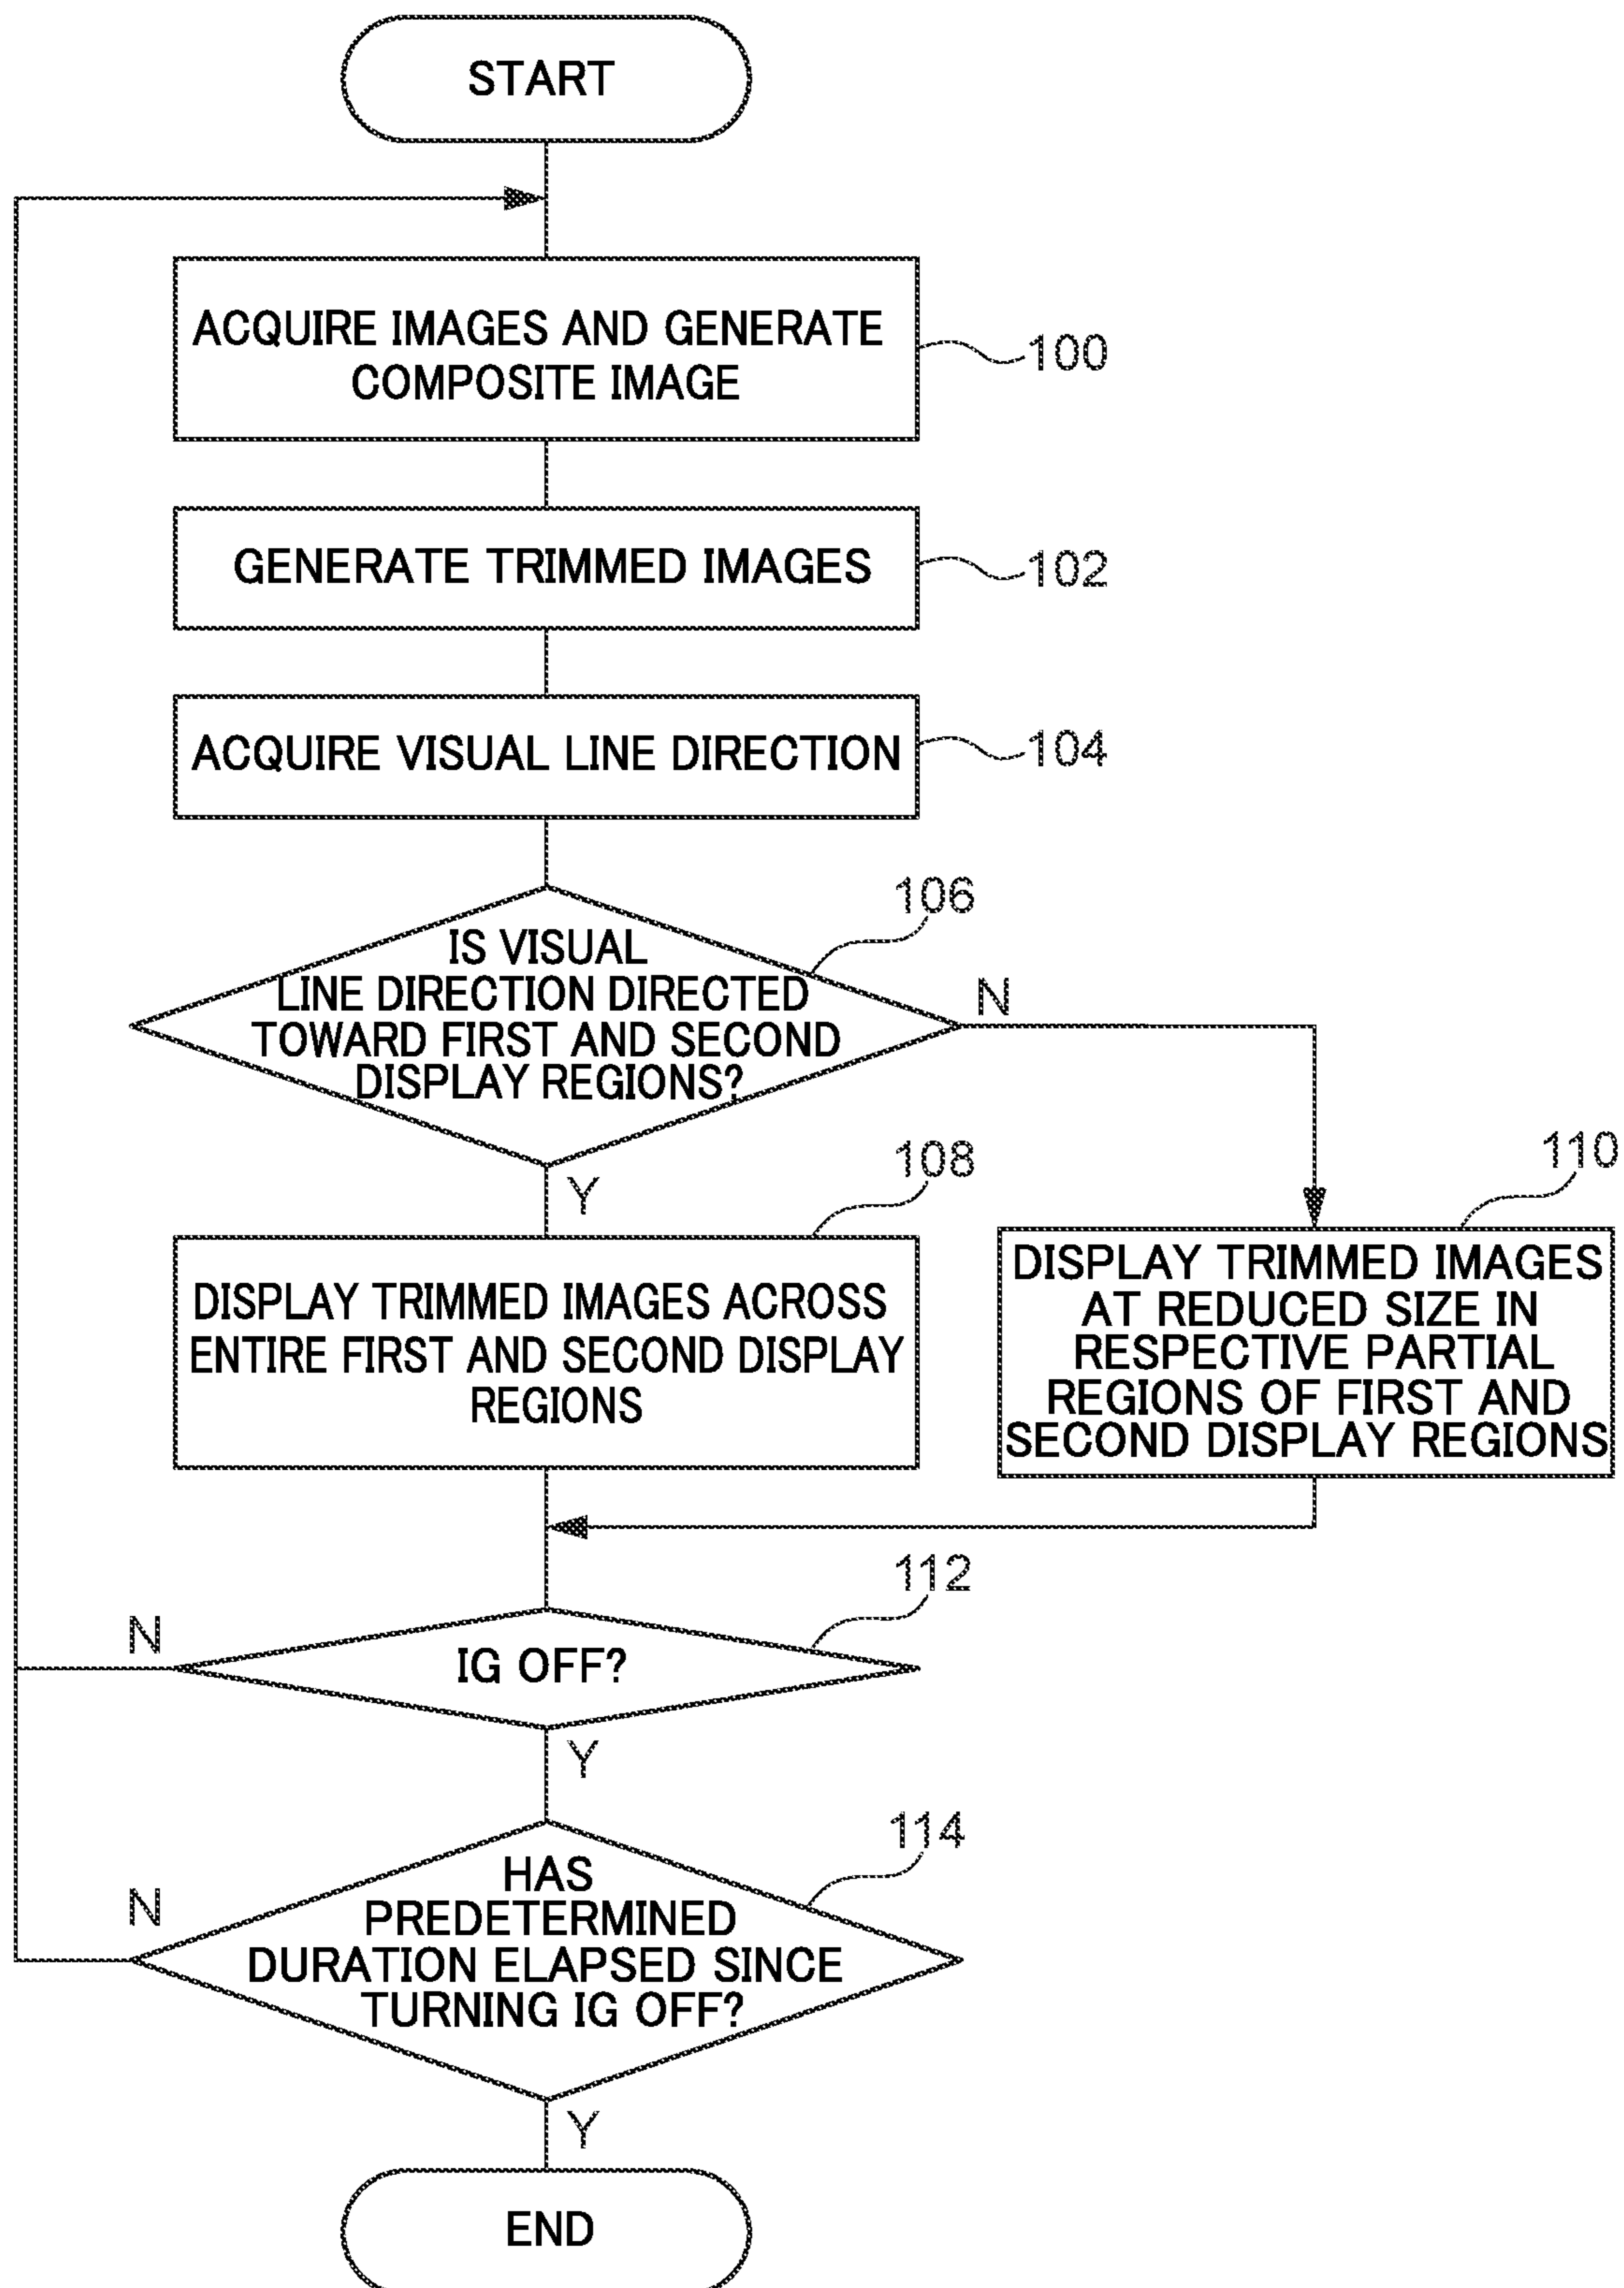 START
ACQUIRE IMAGES AND GENERATE
COMPOSITE IMAGE
100
GENERATE TRIMMED IMAGES
102
ACQUIRE VISUAL LINE DIRECTION
104
106
IS VISUAL
LINE DIRECTION DIRECTED
TOWARD FIRST AND SECOND
DISPLAY REGIONS?
N
Y
108
DISPLAY TRIMMED IMAGES ACROSS
ENTIRE FIRST AND SECOND DISPLAY
REGIONS
110
DISPLAY TRIMMED IMAGES
AT REDUCED SIZE IN
RESPECTIVE PARTIAL
REGIONS OF FIRST AND
SECOND DISPLAY REGIONS
112
N
IG OFF?
Y
114
N
HAS
PREDETERMINED
DURATION ELAPSED SINCE
TURNING IG OFF?
Y
END